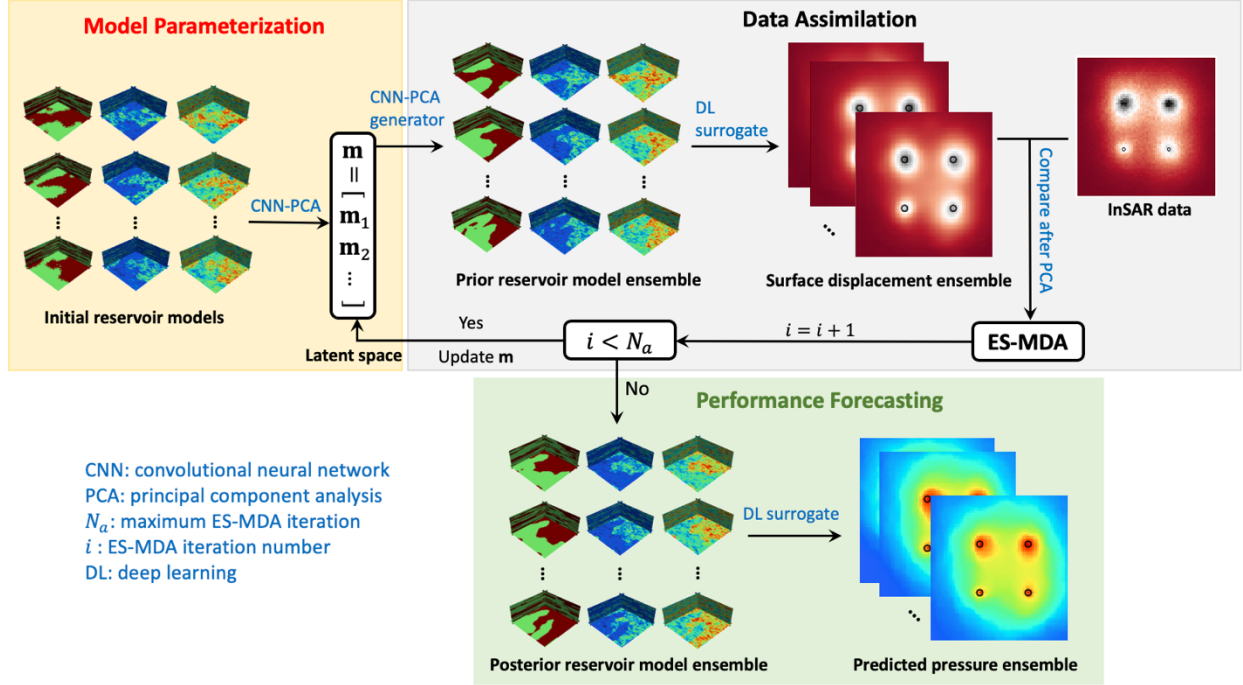 Model Parameterization
Initial reservoir models
CNN-PCA
m
=
[
m₁
m₂
⋮
]
Latent space
Data Assimilation
CNN-PCA
generator
Prior reservoir model ensemble
DL
surrogate
Surface displacement ensemble
InSAR data
Compare after PCA
ES-MDA
i = i + 1
i < Nₐ
Yes
Update m
No
Performance Forecasting
Posterior reservoir model ensemble
DL surrogate
Predicted pressure ensemble
CNN: convolutional neural network
PCA: principal component analysis
Nₐ: maximum ES-MDA iteration
i : ES-MDA iteration number
DL: deep learning